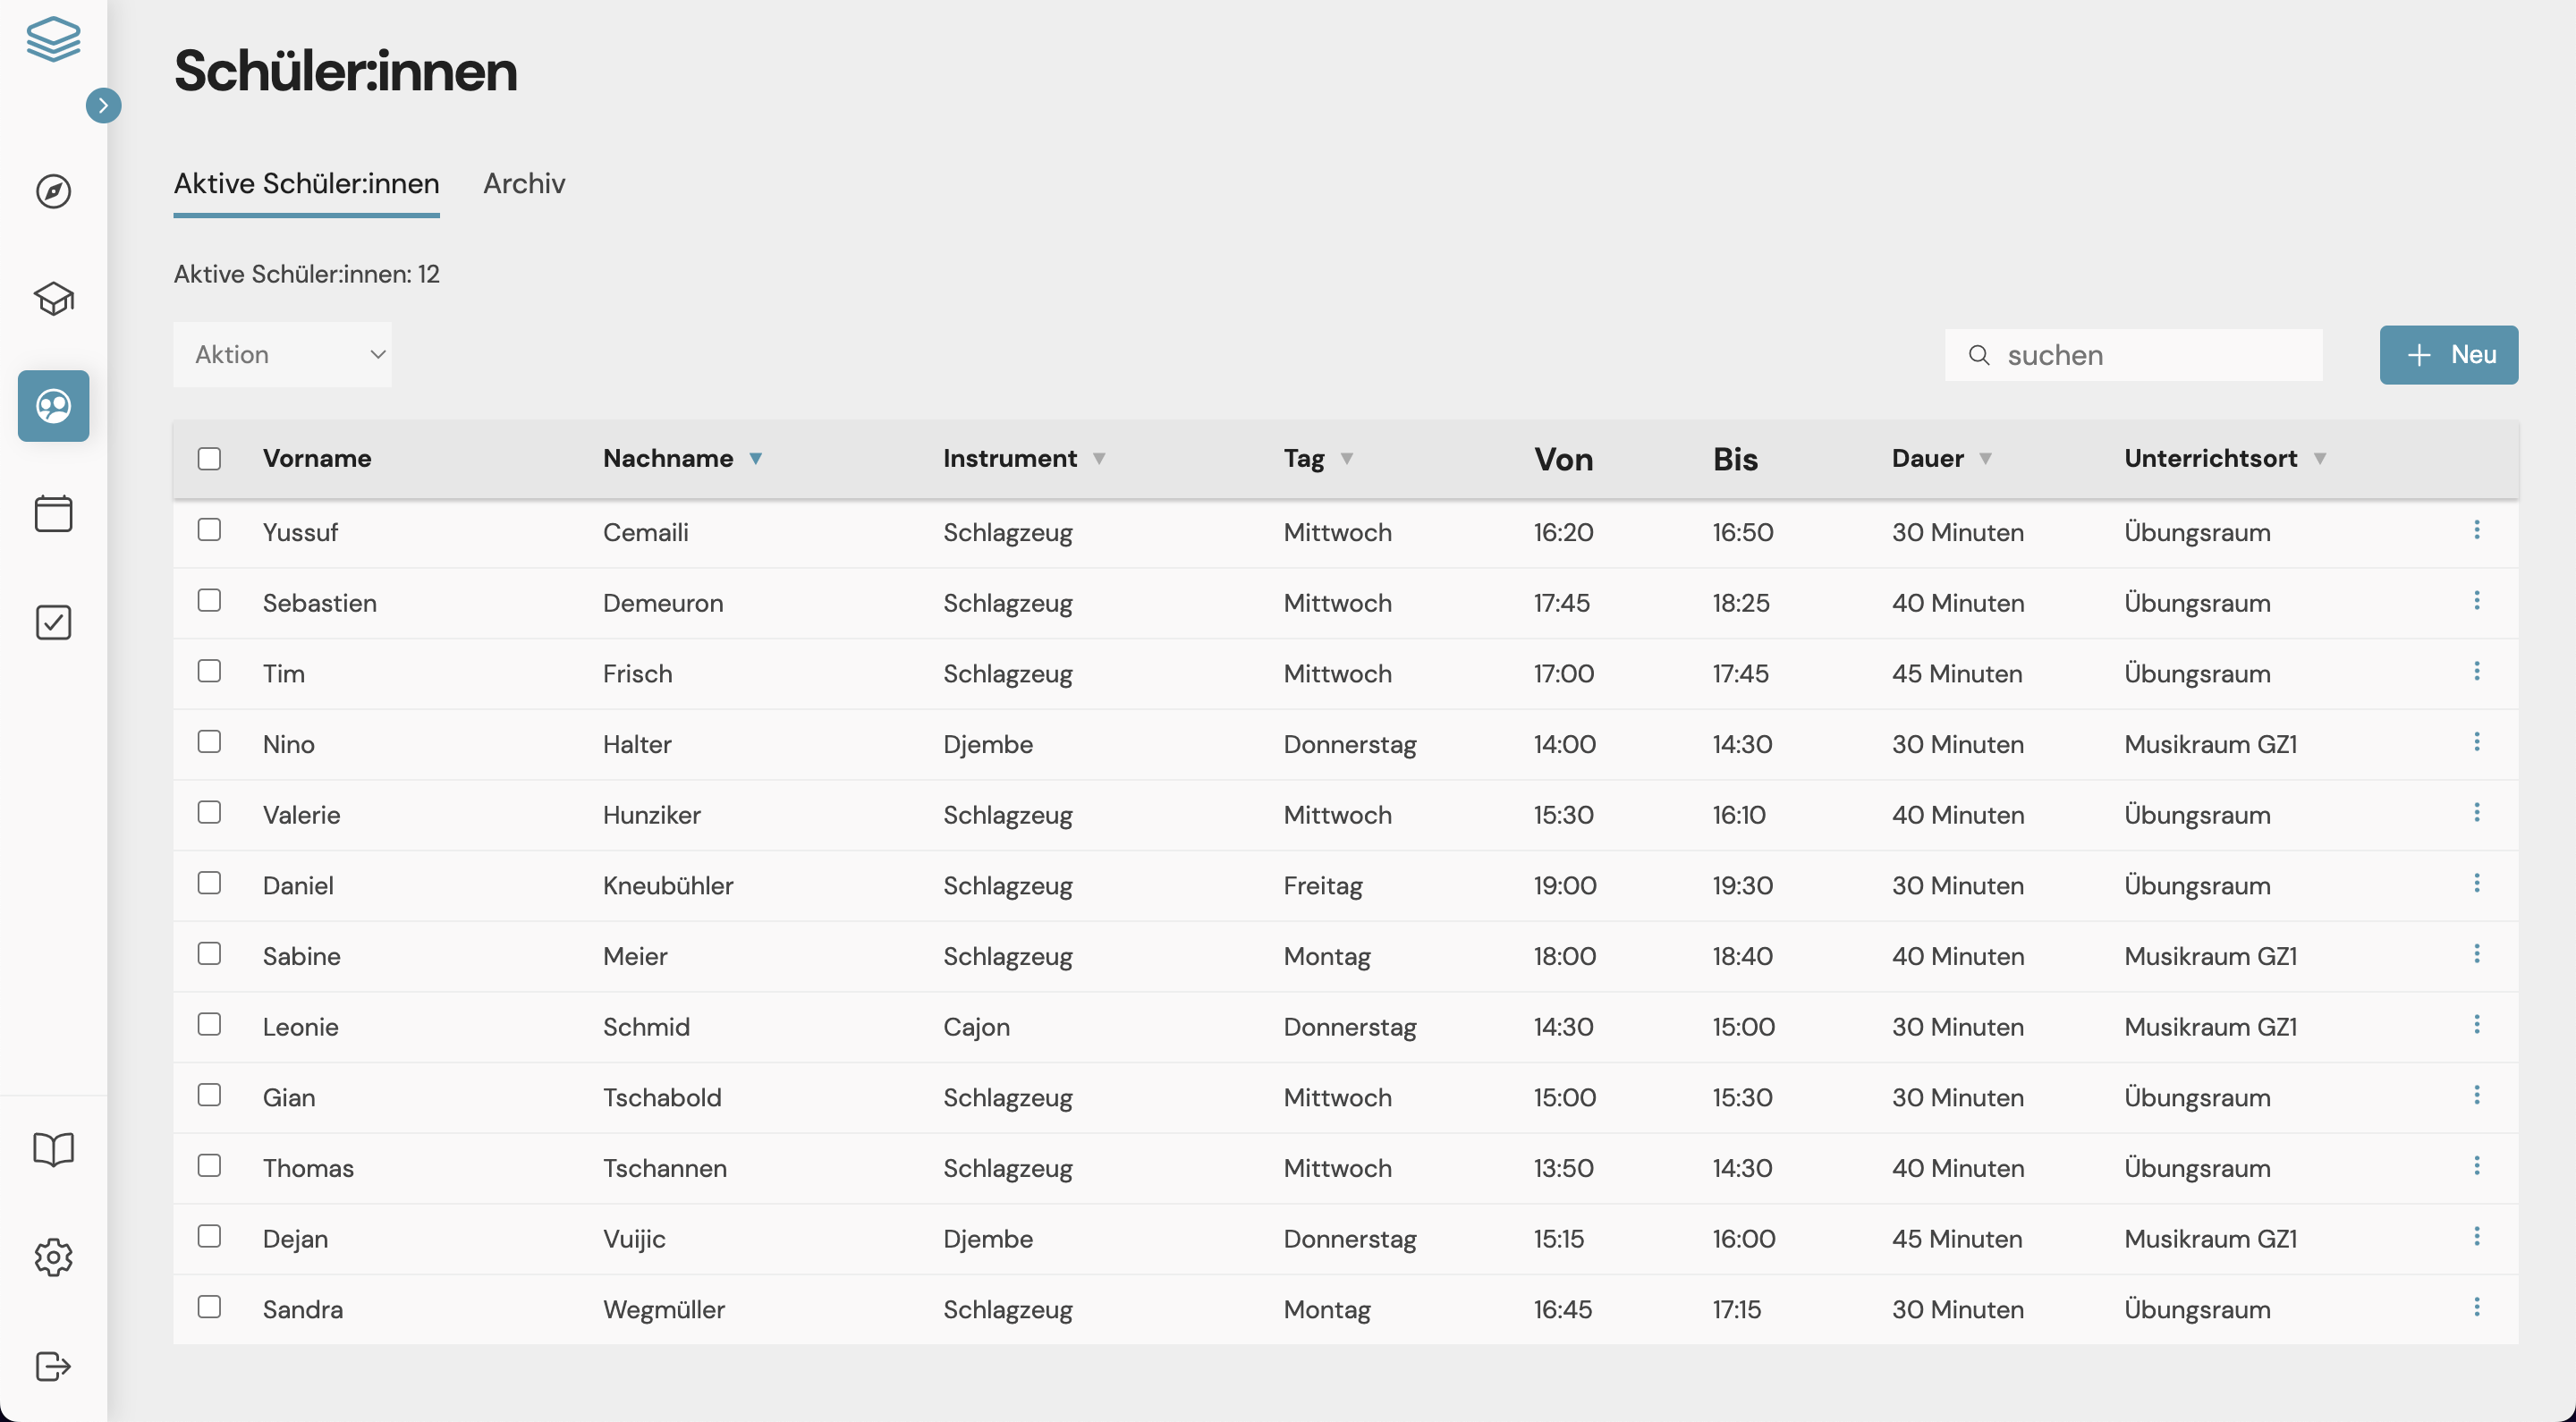 Schüler:innen
Aktive Schüler:innen Archiv
Aktive Schüler:innen: 12
Aktion suchen Neu
Vorname Nachname Instrument Tag Von Bis Dauer Unterrichtsort
Yussuf Cemaili Schlagzeug Mittwoch 16:20 16:50 30 Minuten Übungsraum
Sebastien Demeuron Schlagzeug Mittwoch 17:45 18:25 40 Minuten Übungsraum
Tim Frisch Schlagzeug Mittwoch 17:00 17:45 45 Minuten Übungsraum
Nino Halter Djembe Donnerstag 14:00 14:30 30 Minuten Musikraum GZ1
Valerie Hunziker Schlagzeug Mittwoch 15:30 16:10 40 Minuten Übungsraum
Daniel Kneubühler Schlagzeug Freitag 19:00 19:30 30 Minuten Übungsraum
Sabine Meier Schlagzeug Montag 18:00 18:40 40 Minuten Musikraum GZ1
Leonie Schmid Cajon Donnerstag 14:30 15:00 30 Minuten Musikraum GZ1
Gian Tschabold Schlagzeug Mittwoch 15:00 15:30 30 Minuten Übungsraum
Thomas Tschannen Schlagzeug Mittwoch 13:50 14:30 40 Minuten Übungsraum
Dejan Vuijic Djembe Donnerstag 15:15 16:00 45 Minuten Musikraum GZ1
Sandra Wegmüller Schlagzeug Montag 16:45 17:15 30 Minuten Übungsraum